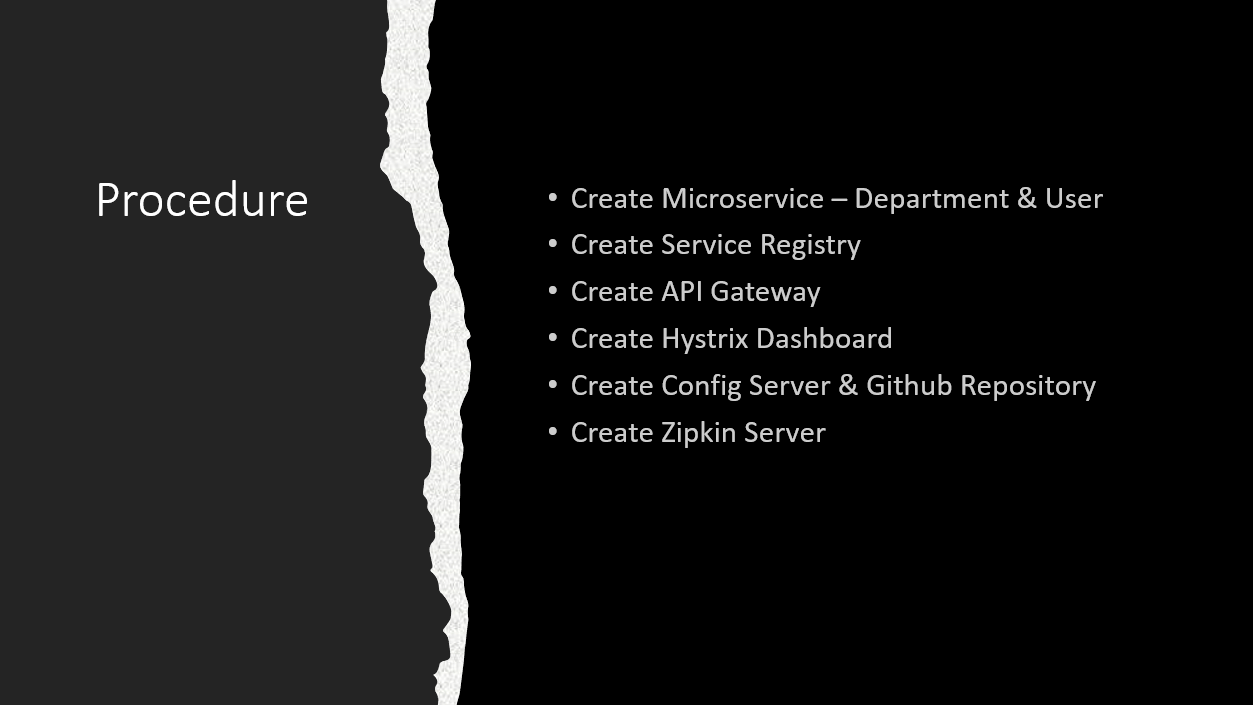 Procedure
• Create Microservice – Department & User
• Create Service Registry
• Create API Gateway
• Create Hystrix Dashboard
• Create Config Server & Github Repository
• Create Zipkin Server